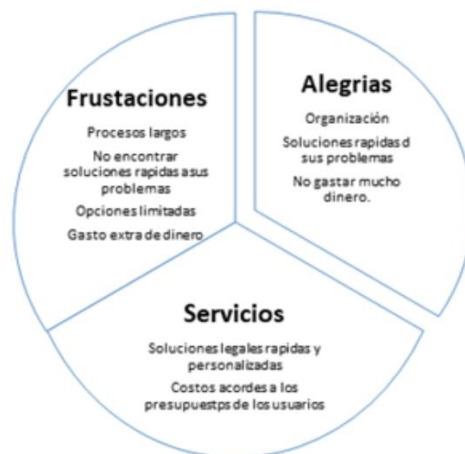 Frustaciones
Procesos largos
No encontrar
soluciones rapidas a sus
problemas
Opciones limitadas
Gasto extra de dinero
Alegrias
Organización
Soluciones rapidas d
sus problemas
No gastar mucho
dinero.
Servicios
Soluciones legales rapidas y
personalizadas
Costos acordes a los
presupuestps de los usuarios